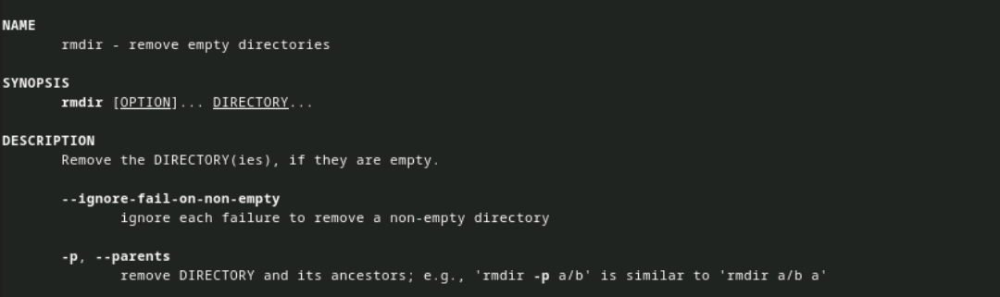 NAME
rmdir - remove empty directories
SYNOPSIS
rmdir [OPTION]... DIRECTORY...
DESCRIPTION
Remove the DIRECTORY(ies), if they are empty.
--ignore-fail-on-non-empty
ignore each failure to remove a non-empty directory
-p, --parents
remove DIRECTORY and its ancestors; e.g., 'rmdir -p a/b' is similar to 'rmdir a/b a'